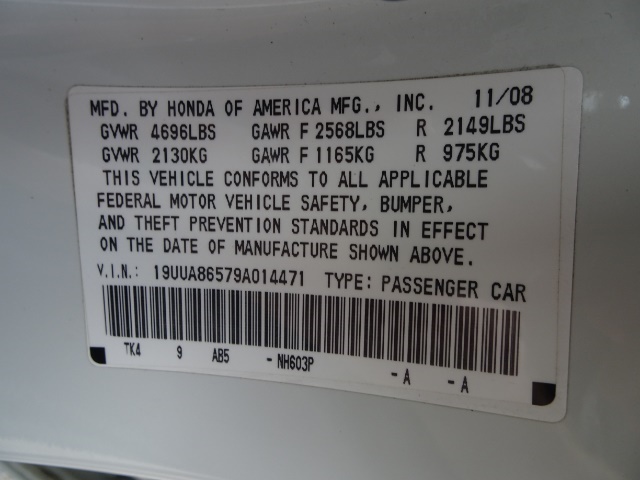 MFD. BY HONDA OF AMERICA MFG., INC. 11/08
GVWR 4696LBS GAWR F 2568LBS R 2149LBS
GVWR 2130KG GAWR F 1165KG R 975KG
THIS VEHICLE CONFORMS TO ALL APPLICABLE
FEDERAL MOTOR VEHICLE SAFETY, BUMPER,
AND THEFT PREVENTION STANDARDS IN EFFECT
ON THE DATE OF MANUFACTURE SHOWN ABOVE.
V.I.N.: 19UUA86579A014471 TYPE: PASSENGER CAR
TK4 9 AB5 -NH603P -A -A